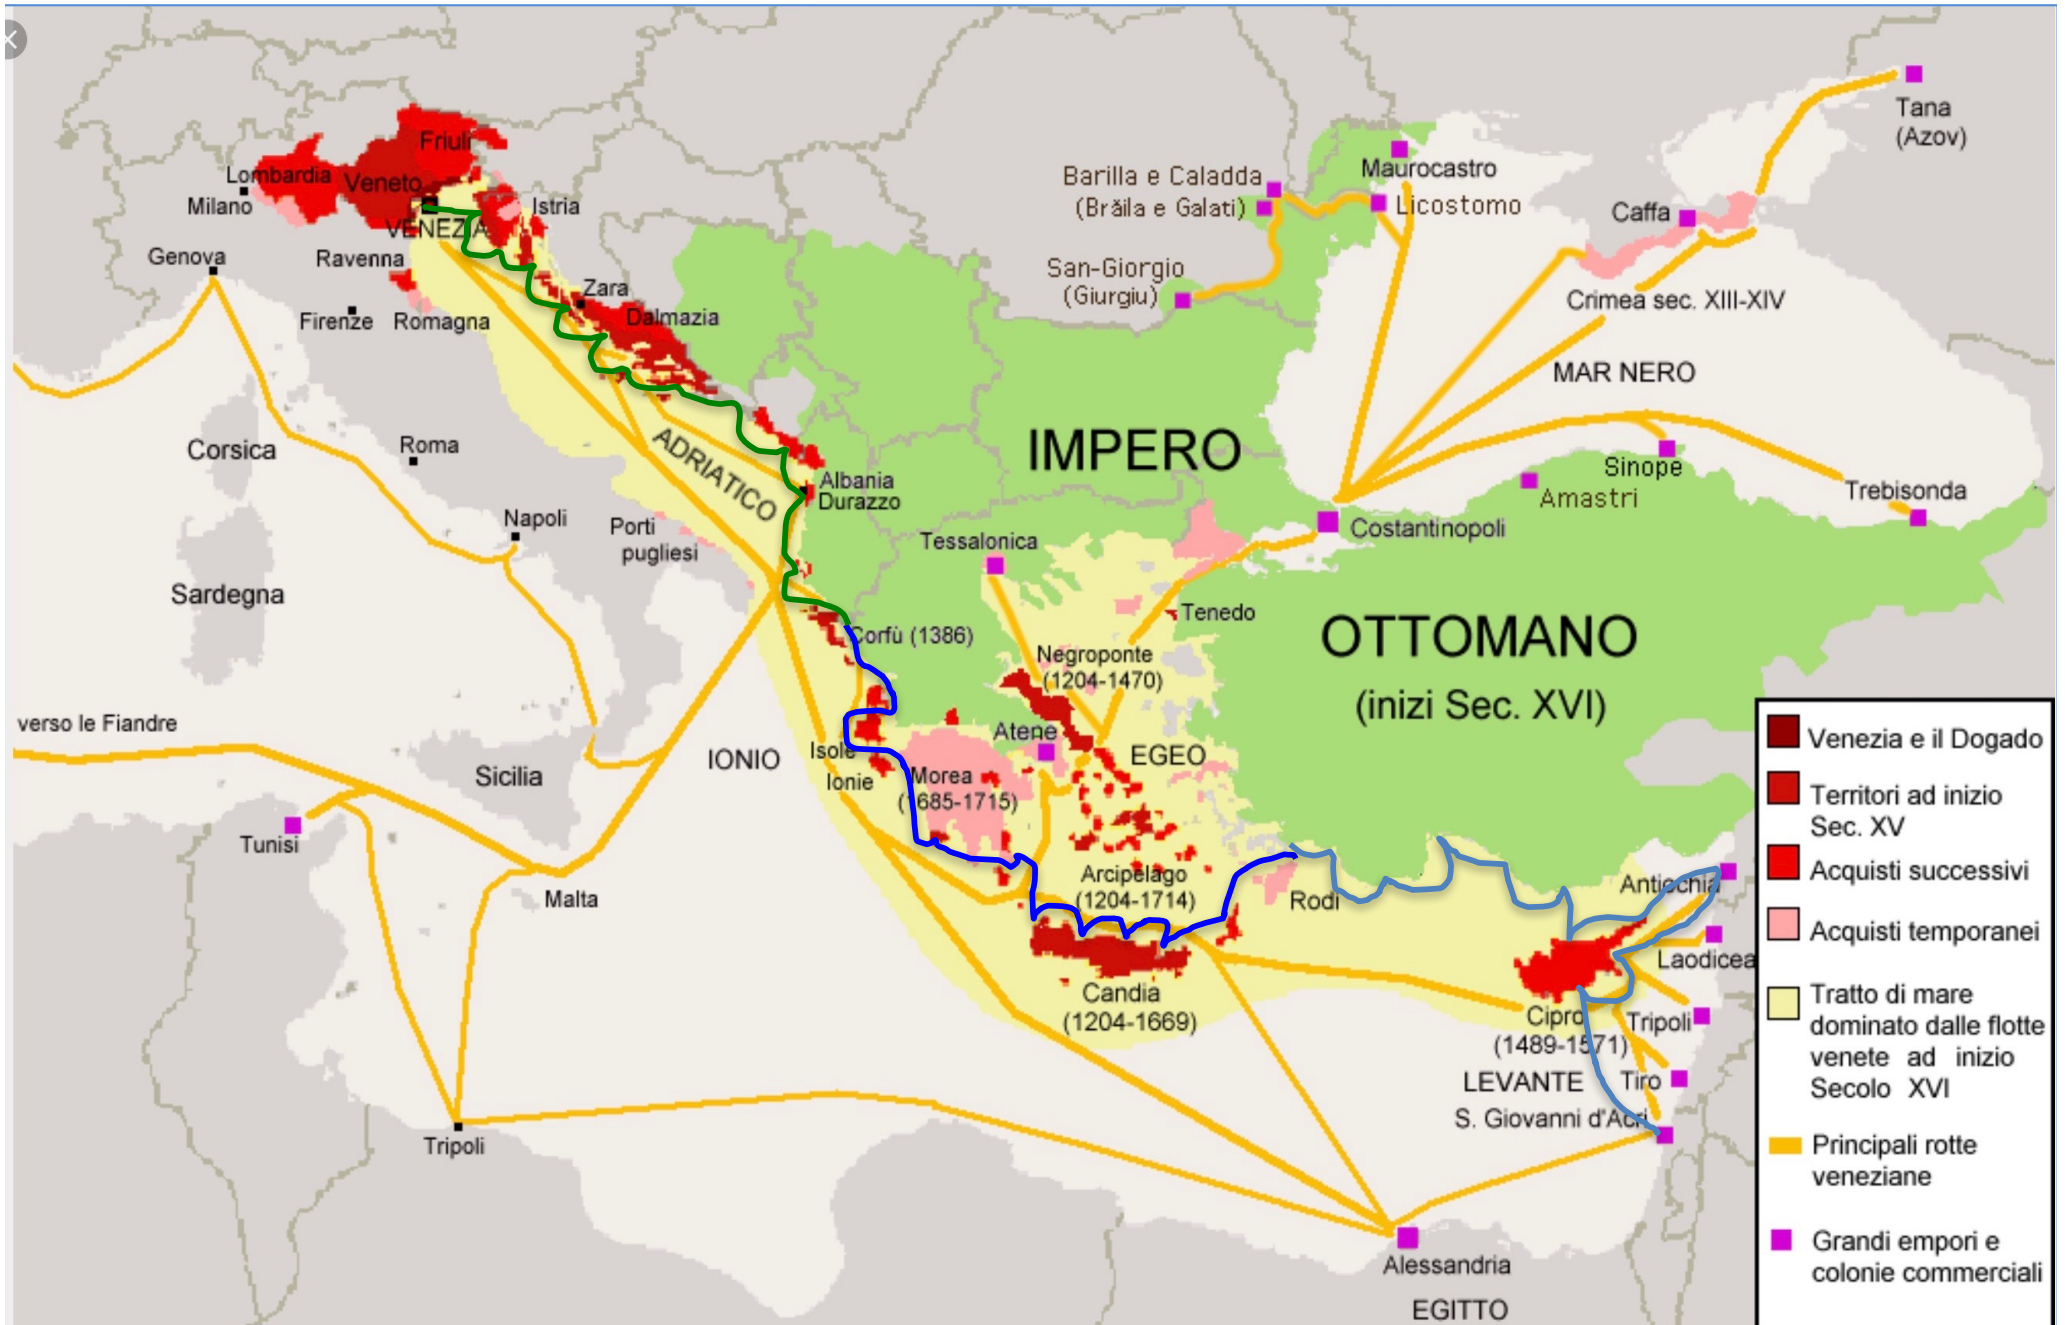 Tana
(Azov)
Friuli
Maurocastro
Lombardia
Veneto
Barilla e Caladda
(Brăila e Galati)
Milano
Istria
Licostomo
Caffa
VENEZIA
Genova
Ravenna
San-Giorgio
(Giurgiu)
Zara
Crimea sec. XIII-XIV
Firenze
Romagna
Dalmazia
MAR NERO
Corsica
Roma
ADRIATICO
IMPERO
Sinope
Albania
Durazzo
Amastri
Trebisonda
Napoli
Porti
pugliesi
Tessalonica
Costantinopoli
Sardegna
Tenedo
Corfù (1386)
OTTOMANO
(inizi Sec. XVI)
Negroponte
(1204-1470)
verso le Fiandre
Atene
Isole
Ionie
IONIO
EGEO
Sicilia
Morea
(1685-1715)
Tunisi
Malta
Arcipelago
(1204-1714)
Rodi
Antiochia
Laodicea
Candia
(1204-1669)
Cipro
(1489-1571)
Tripoli
LEVANTE
Tiro
S. Giovanni d'Acri
Tripoli
Alessandria
EGITTO
Venezia e il Dogado
Territori ad inizio
Sec. XV
Acquisti successivi
Acquisti temporanei
Tratto di mare
dominato dalle flotte
venete ad inizio
Secolo XVI
Principali rotte
veneziane
Grandi empori e
colonie commerciali